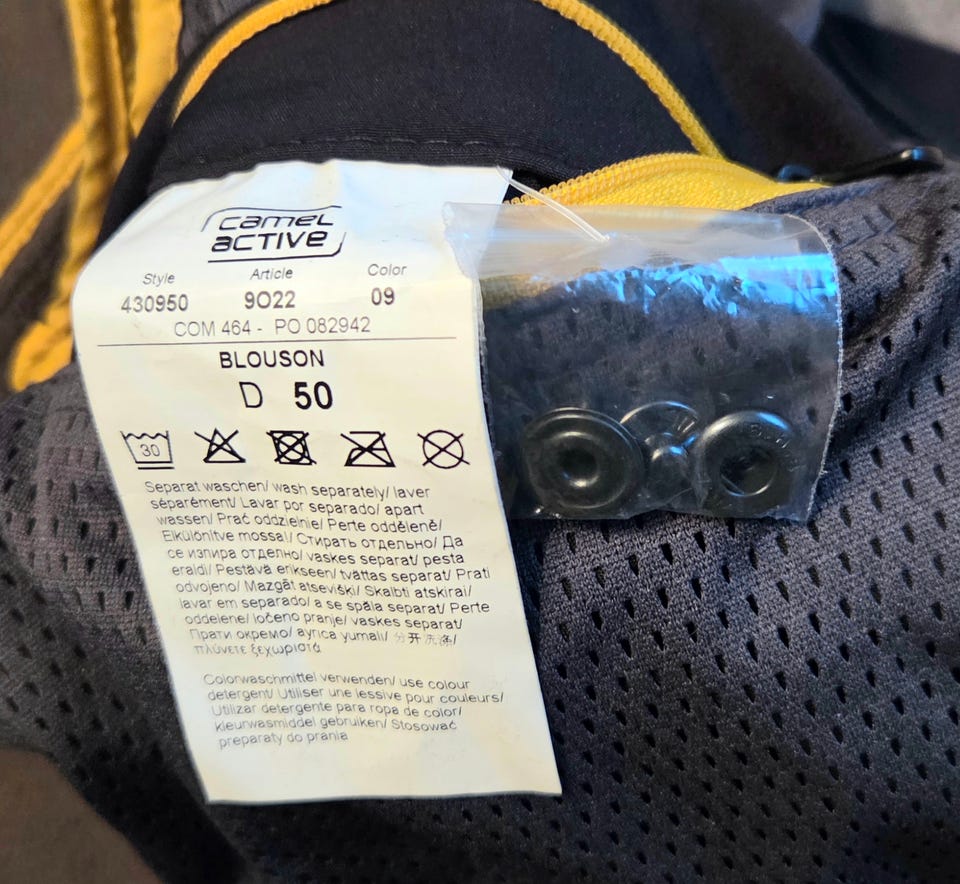 camel
active
Style Article Color
430950 9O22 09
COM 464 - PO 082942
BLOUSON
D 50
30
Separat waschen/ wash separately/ laver
séparément/ Lavar por separado/ apart
wassen/ Prać oddzielnie/ Perte odděleně/
Elkülönitve mossa/ Стирать отдельно/ Да
се изпира отделно/ vaskes separat/ pesta
eraldi/ Pestävä erikseen/ tvättas separat/ Prati
odvojeno/ Mazgāt atsevišķi/ Skalbti atskirai/
lavar em separado/ a se spăla separat/ Perte
oddelene/ ločeno pranje/ vaskes separat/
Прати окремо/ ayrica yumali/ 分开洗涤/
πλύνετε ξεχωριστά
Colorwaschmittel verwenden/ use colour
detergent/ Utiliser une lessive pour couleurs/
Utilizar detergente para ropa de color/
kleurwasmiddel gebruiken/ Stosować
preparaty do prania